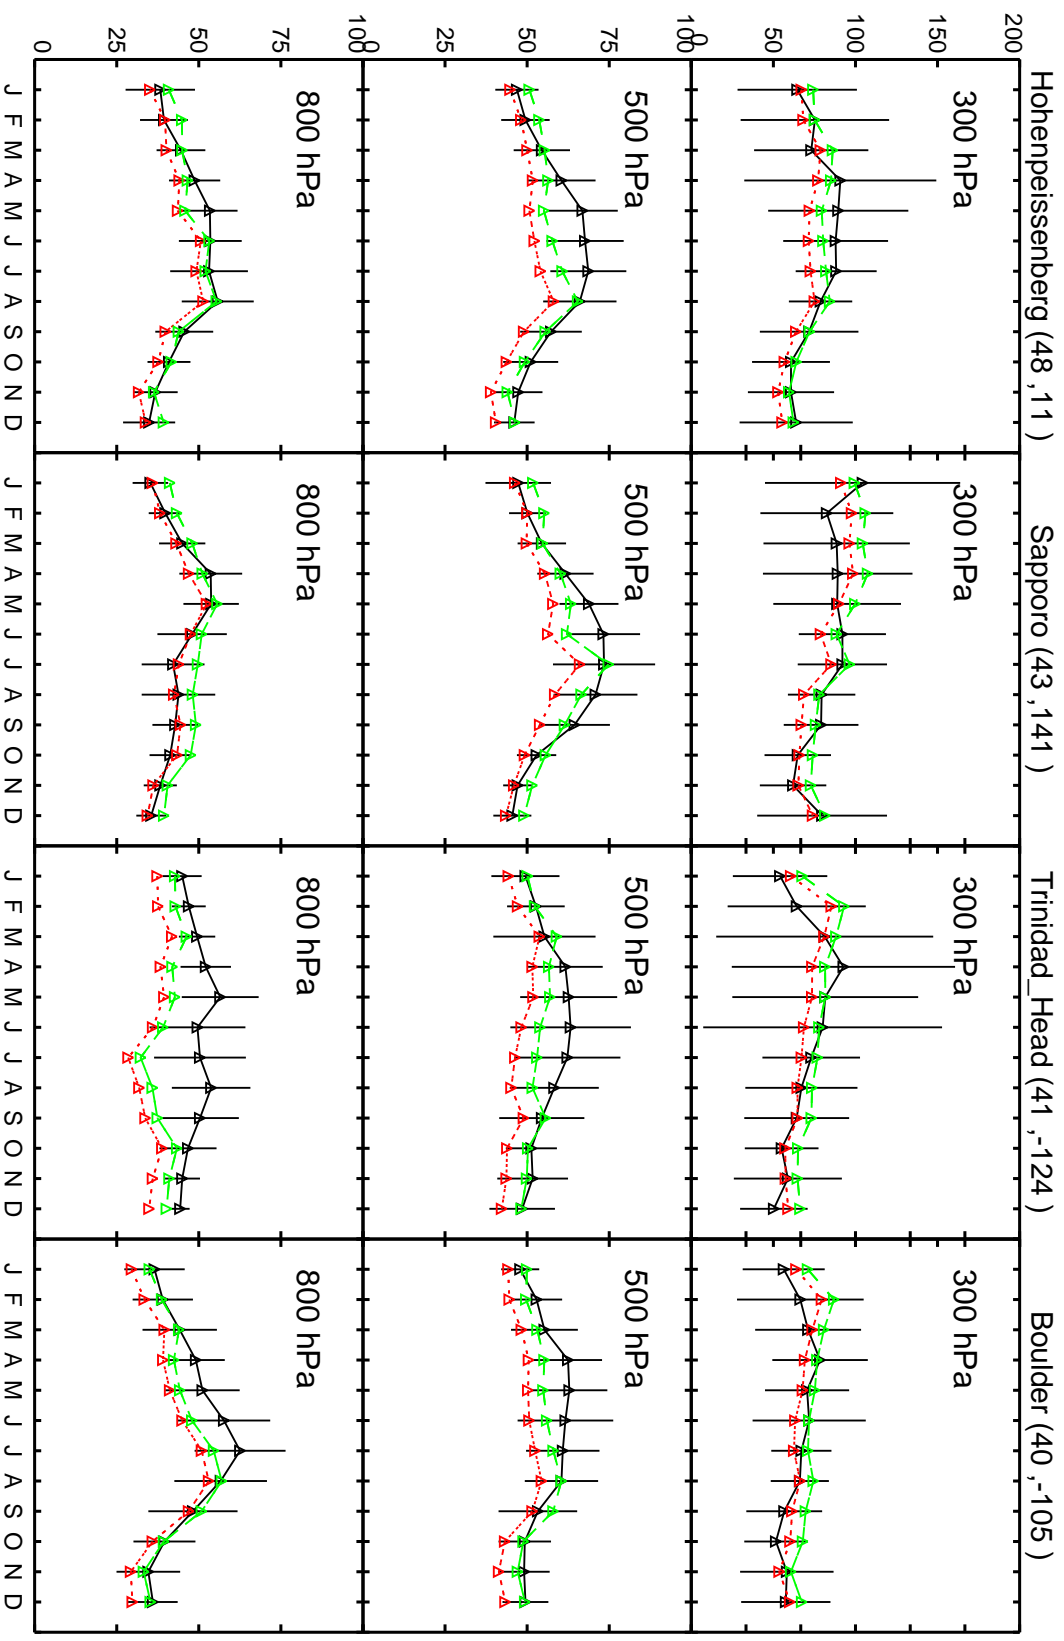 Hohenpeissenberg (48 ,11 )
Sapporo (43 ,141 )
Trinidad_Head (41 ,-124 )
Boulder (40 ,-105 )
200
150
100
50
0
300 hPa
300 hPa
300 hPa
300 hPa
100
75
50
25
0
500 hPa
500 hPa
500 hPa
500 hPa
100
75
50
25
0
800 hPa
800 hPa
800 hPa
800 hPa
J F M A M J J A S O N D
J F M A M J J A S O N D
J F M A M J J A S O N D
J F M A M J J A S O N D